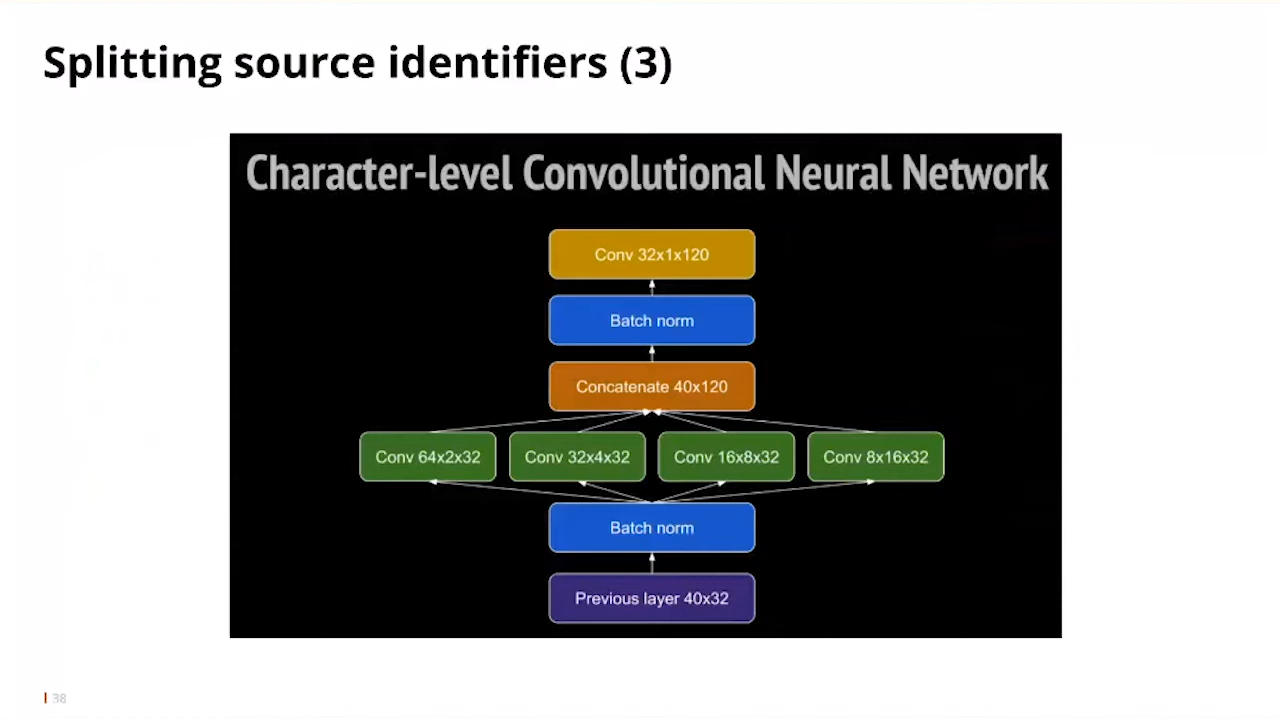 Splitting source identifiers (3)
Character-level Convolutional Neural Network
Conv 32x1x120
Batch norm
Concatenate 40x120
Conv 64x2x32
Conv 32x4x32
Conv 16x8x32
Conv 8x16x32
Batch norm
Previous layer 40x32
38